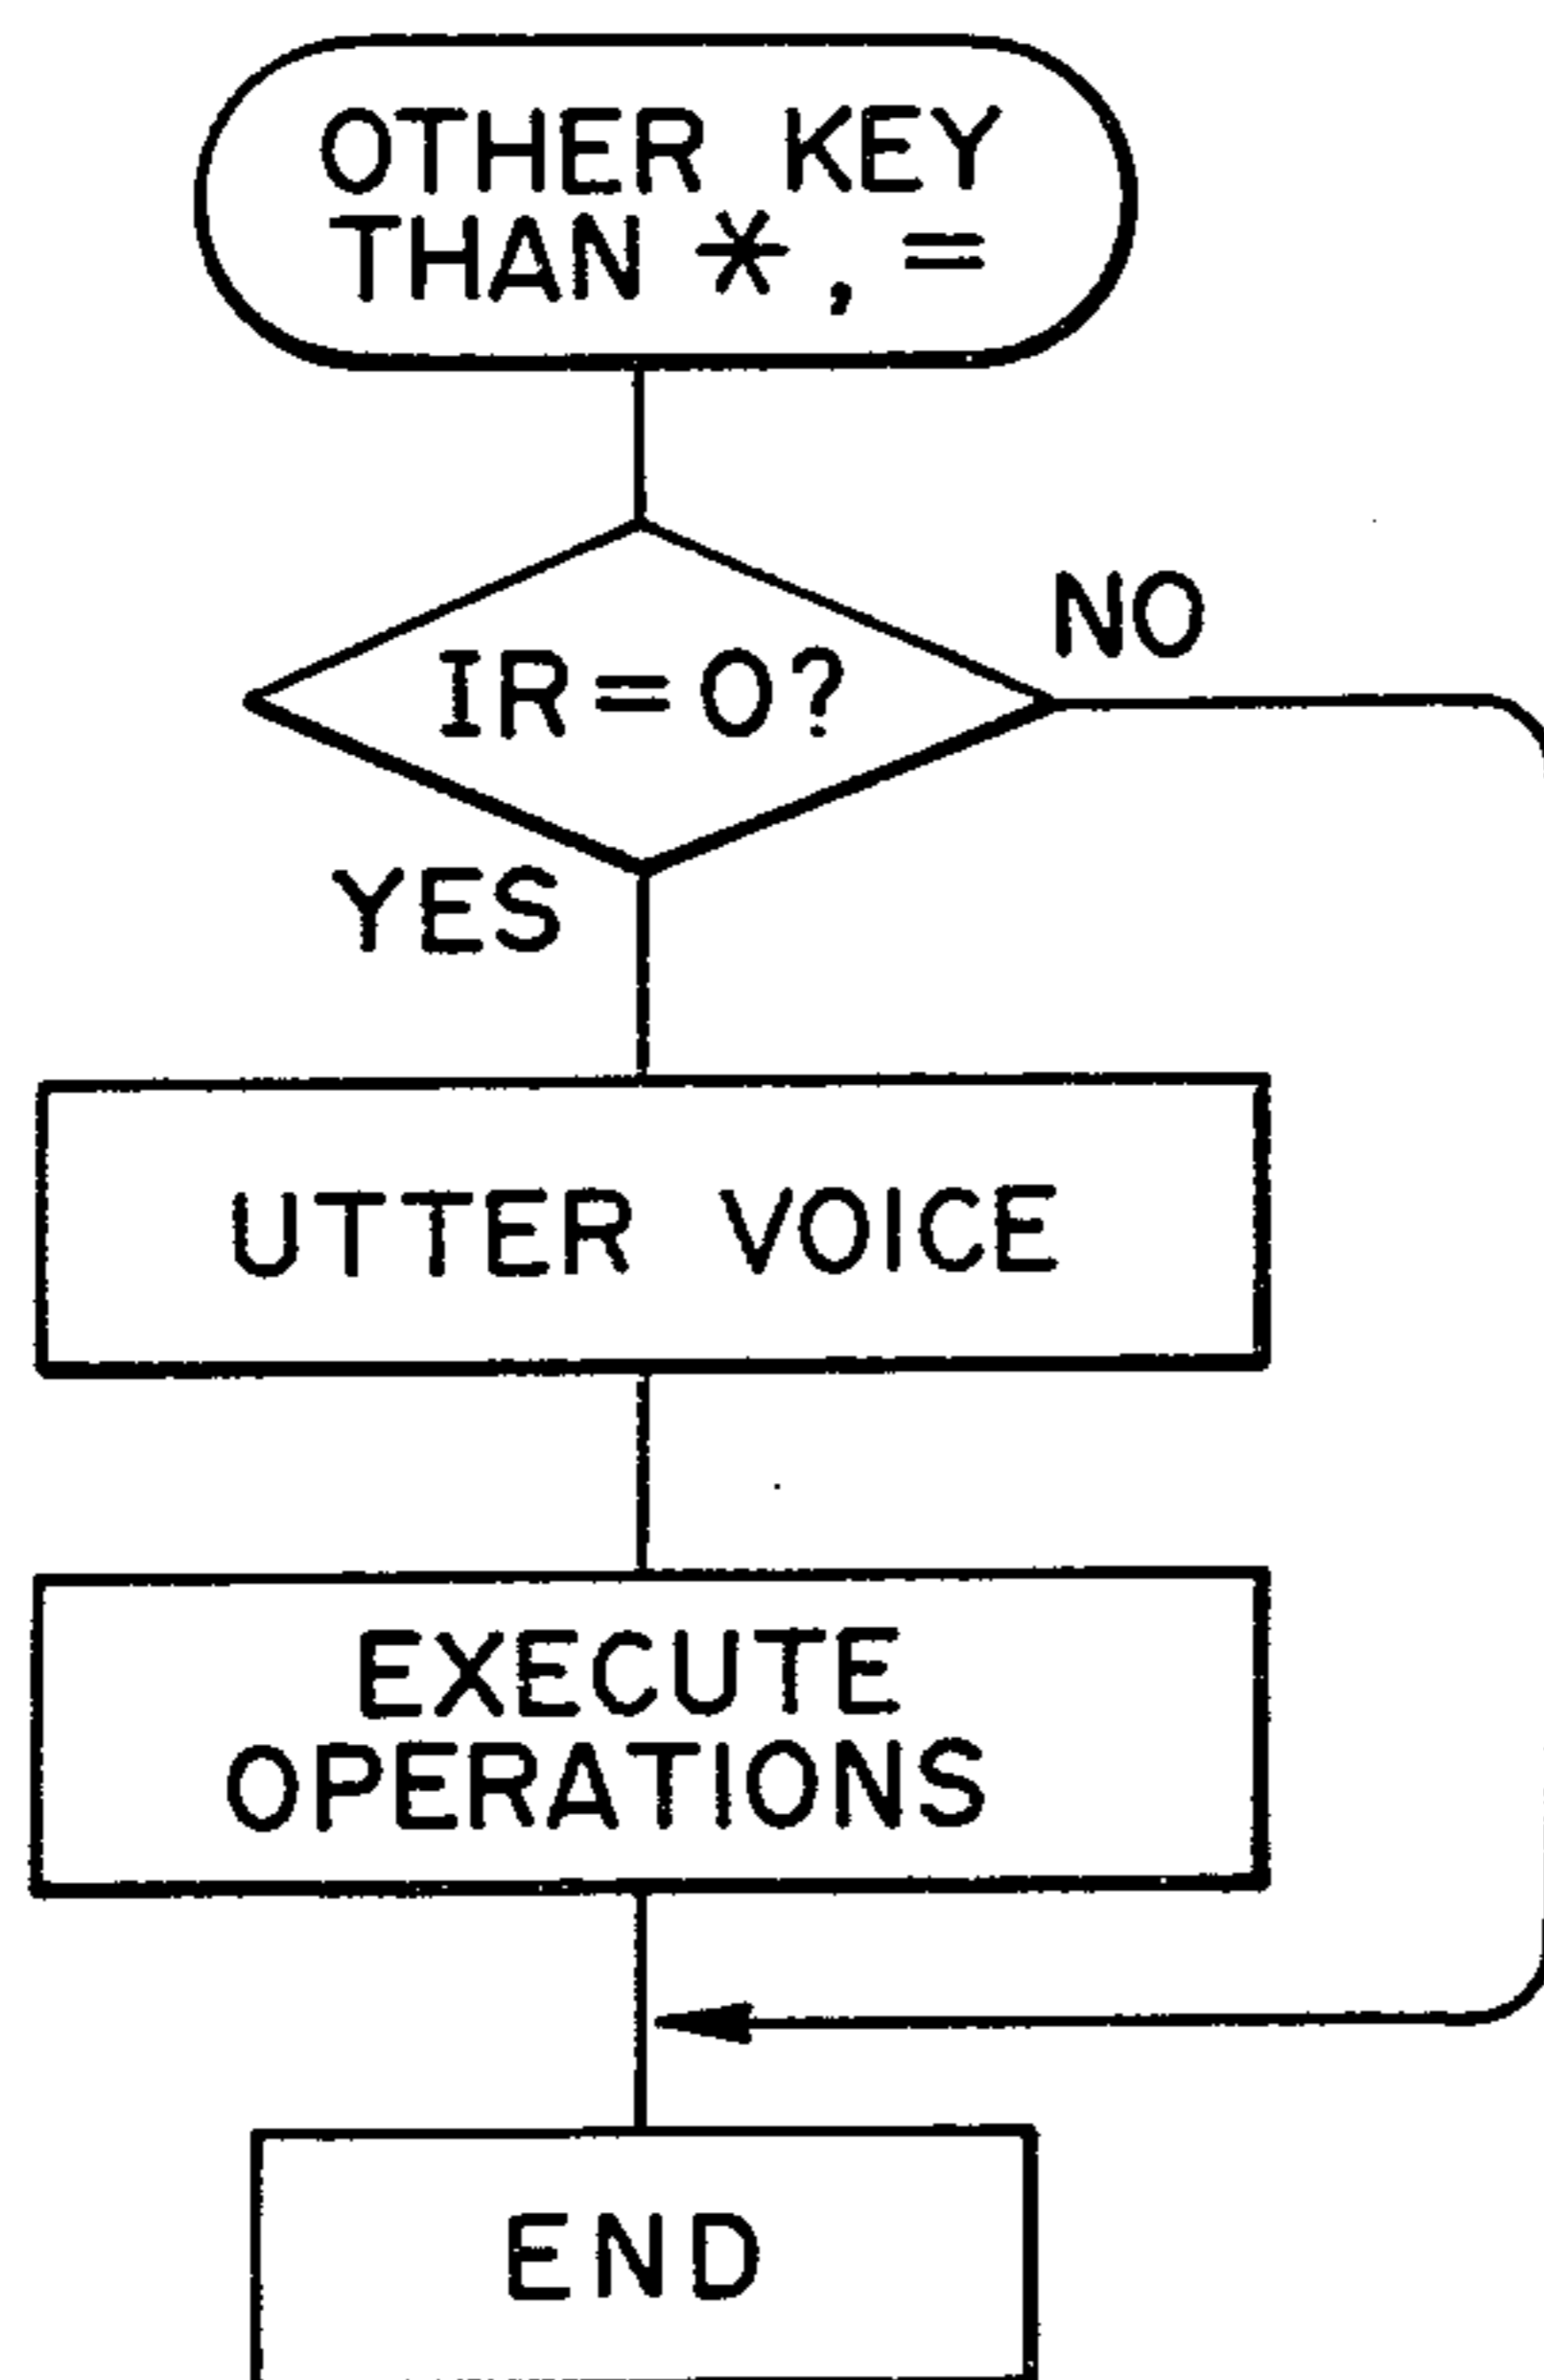 OTHER KEY
THAN *, =
IR=0?
NO
YES
UTTER VOICE
EXECUTE
OPERATIONS
END